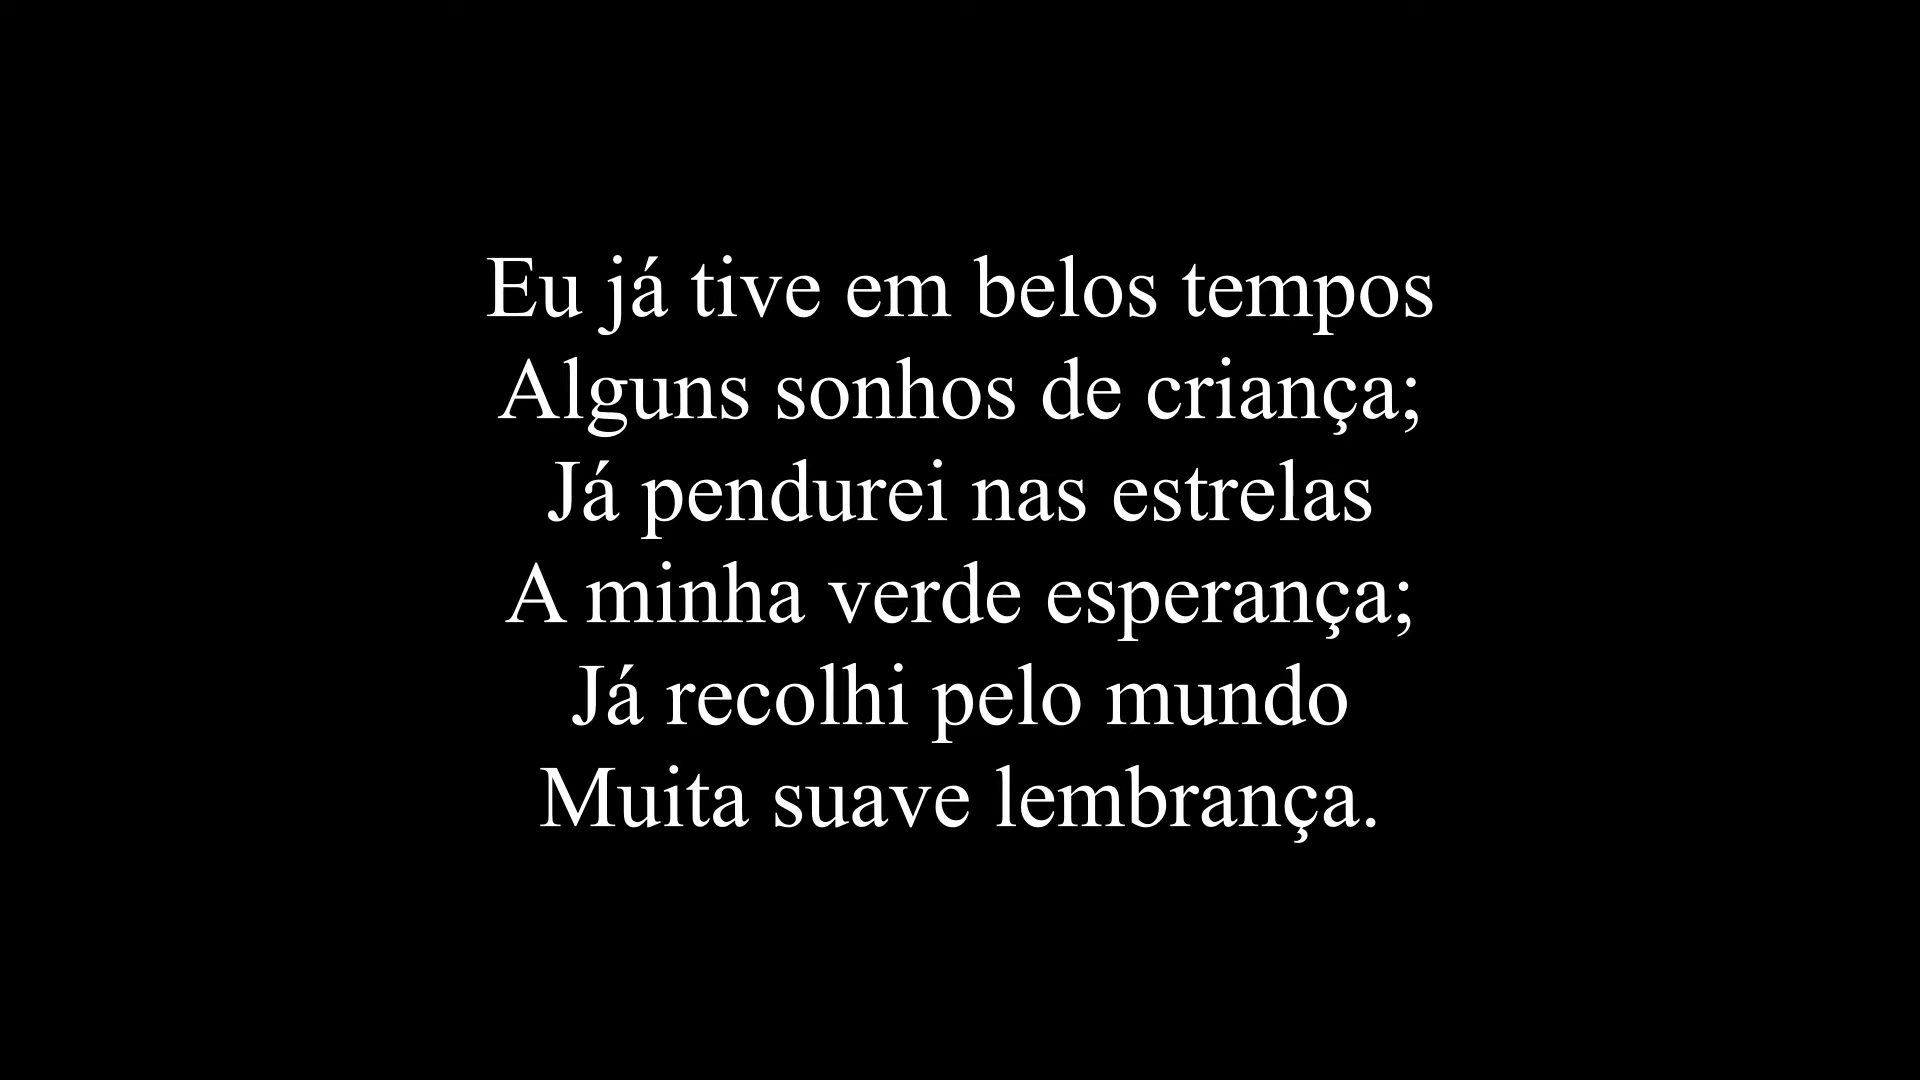 Eu já tive em belos tempos
Alguns sonhos de criança;
Já pendurei nas estrelas
A minha verde esperança;
Já recolhi pelo mundo
Muita suave lembrança.